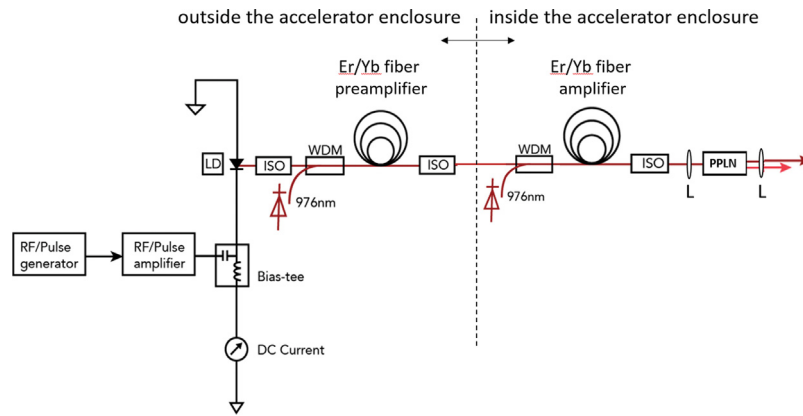 outside the accelerator enclosure
inside the accelerator enclosure
Er/Yb fiber
preamplifier
Er/Yb fiber
amplifier
LD
ISO
WDM
ISO
WDM
ISO
PPLN
976nm
976nm
L
L
RF/Pulse
generator
RF/Pulse
amplifier
Bias-tee
DC Current